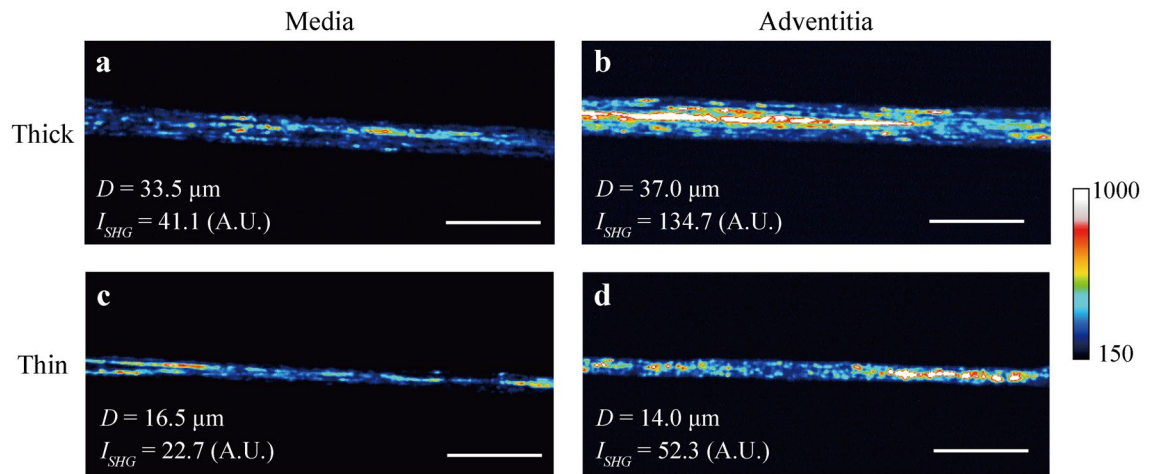 Media
Adventitia
Thick
a
D = 33.5 μm
I_SHG = 41.1 (A.U.)
b
D = 37.0 μm
I_SHG = 134.7 (A.U.)
1000
150
Thin
c
D = 16.5 μm
I_SHG = 22.7 (A.U.)
d
D = 14.0 μm
I_SHG = 52.3 (A.U.)